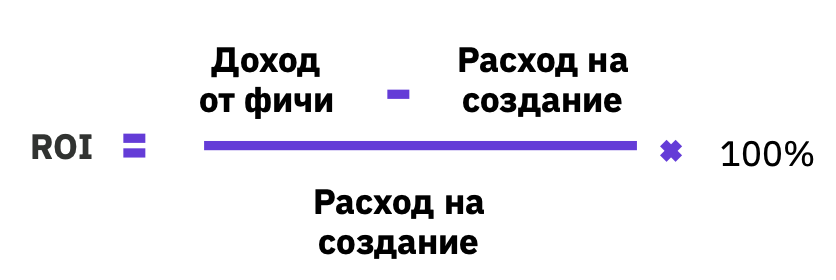 Доход
от фичи
-
Расход на
создание
ROI
=
×
100%
Расход на
создание